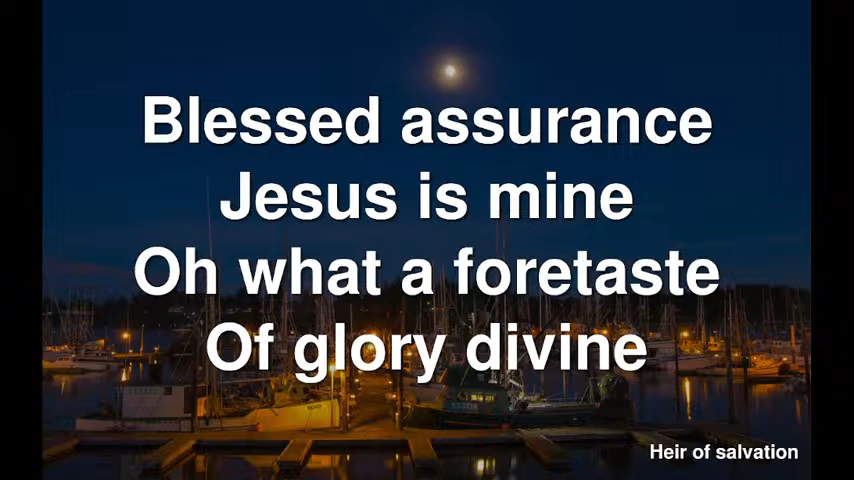 Blessed assurance
Jesus is mine
Oh what a foretaste
Of glory divine
Heir of salvation